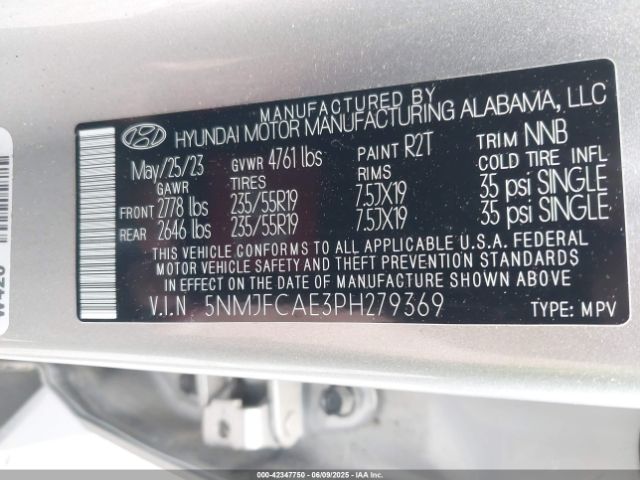 MANUFACTURED BY
HYUNDAI MOTOR MANUFACTURING ALABAMA, LLC
May/25/23 GVWR 4761 lbs PAINT R2T TRIM NNB
GAWR TIRES RIMS COLD TIRE INFL
FRONT 2778 lbs 235/55R19 7.5JX19 35 psi SINGLE
REAR 2646 lbs 235/55R19 7.5JX19 35 psi SINGLE
THIS VEHICLE CONFORMS TO ALL APPLICABLE U.S.A. FEDERAL
MOTOR VEHICLE SAFETY AND THEFT PREVENTION STANDARDS
IN EFFECT ON THE DATE OF MANUFACTURE SHOWN ABOVE.
V.I.N 5NMJFCAE3PH279369 TYPE: MPV
000-42347750 - 06/09/2025 - IAAI.COM